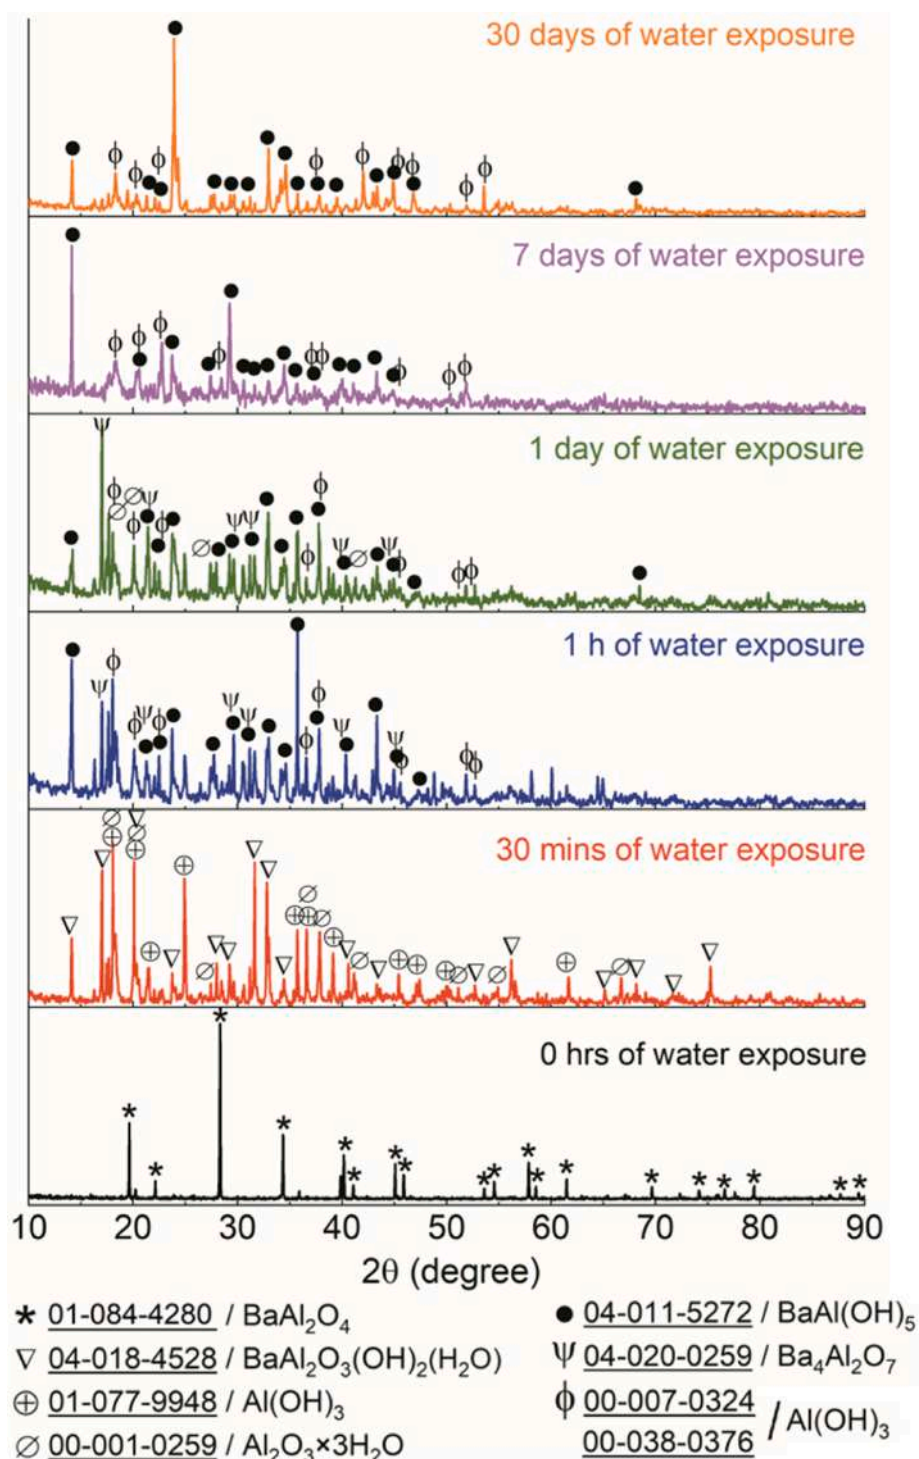 30 days of water exposure
7 days of water exposure
1 day of water exposure
1 h of water exposure
30 mins of water exposure
0 hrs of water exposure
10 20 30 40 50 60 70 80 90
2θ (degree)
* 01-084-4280 / BaAl₂O₄
▽ 04-018-4528 / BaAl₂O₃(OH)₂(H₂O)
⊕ 01-077-9948 / Al(OH)₃
∅ 00-001-0259 / Al₂O₃×3H₂O
● 04-011-5272 / BaAl(OH)₅
Ψ 04-020-0259 / Ba₄Al₂O₇
ϕ 00-007-0324
00-038-0376 / Al(OH)₃